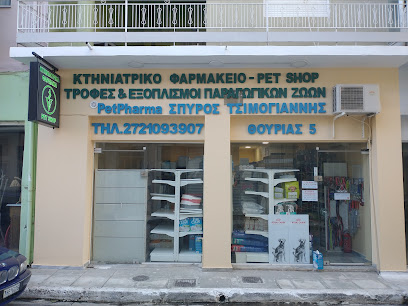 ΚΤΗΝΙΑΤΡΙΚΟ ΦΑΡΜΑΚΕΙΟ-PET SHOP
ΤΡΟΦΕΣ & ΕΞΟΠΛΙΣΜΟΙ ΠΑΡΑΓΩΓΙΚΩΝ ΖΩΩΝ
PetPharma ΣΠΥΡΟΣ ΤΣΙΜΟΓΙΑΝΝΗΣ
ΤΗΛ.2721093907 ΦΟΥΡΙΑΣ 5